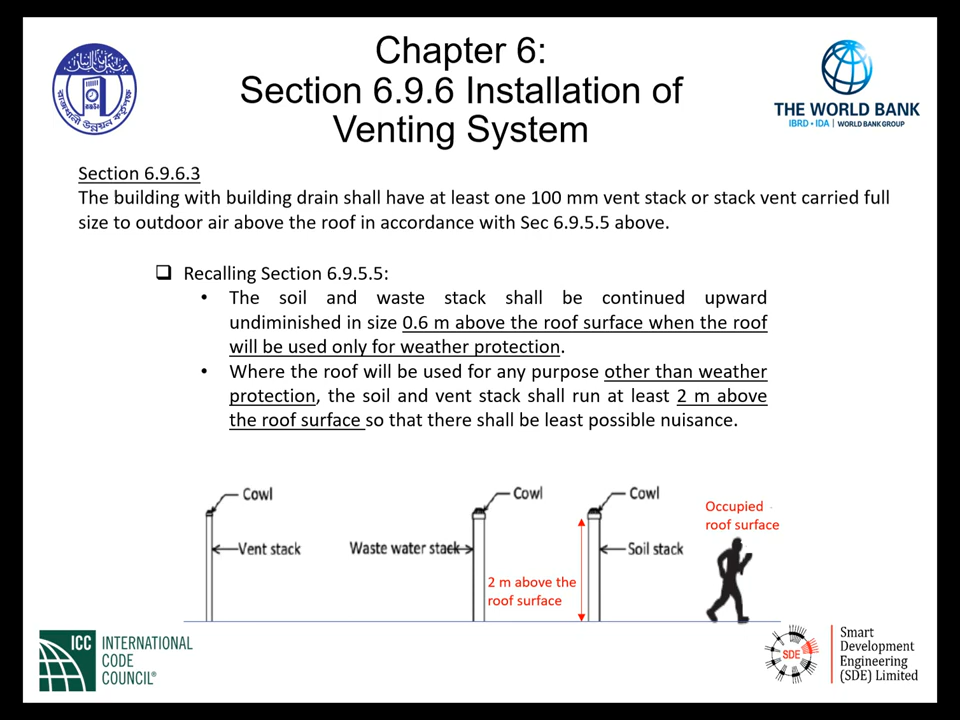 Chapter 6:
Section 6.9.6 Installation of
Venting System
THE WORLD BANK
IBRD • IDA | WORLD BANK GROUP
Section 6.9.6.3
The building with building drain shall have at least one 100 mm vent stack or stack vent carried full
size to outdoor air above the roof in accordance with Sec 6.9.5.5 above.
❑ Recalling Section 6.9.5.5:
• The soil and waste stack shall be continued upward
undiminished in size 0.6 m above the roof surface when the roof
will be used only for weather protection.
• Where the roof will be used for any purpose other than weather
protection, the soil and vent stack shall run at least 2 m above
the roof surface so that there shall be least possible nuisance.
Cowl
Cowl
Cowl
Occupied
roof surface
Vent stack
Waste water stack
Soil stack
2 m above the
roof surface
ICC
INTERNATIONAL
CODE
COUNCIL®
SDE
Smart
Development
Engineering
(SDE) Limited